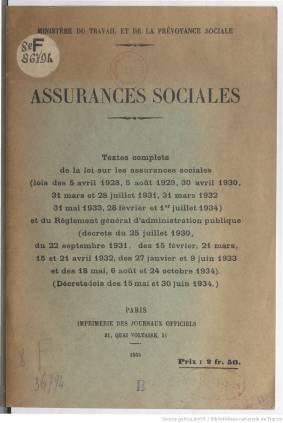 MINISTÈRE DU TRAVAIL ET DE LA PRÉVOYANCE SOCIALE
8º F
36794
ASSURANCES SOCIALES
Textes complets
de la loi sur les assurances sociales
(lois des 5 avril 1928, 5 août 1929, 30 avril 1930,
31 mars et 28 juillet 1931, 31 mars 1932
31 mai 1933, 28 février et 1er juillet 1934)
et du Règlement général d'administration publique
(décrets du 25 juillet 1930,
du 22 septembre 1931, des 15 février, 21 mars,
15 et 21 avril 1932, des 27 janvier et 9 juin 1933
et des 18 mai, 6 août et 24 octobre 1934).
(Décrets-lois des 15 mai et 30 juin 1934.)
PARIS
IMPRIMERIE DES JOURNAUX OFFICIELS
31, QUAI VOLTAIRE, 31
1935
Prix : 2 fr. 50.
8 F
36794
B
Source gallica.bnf.fr / Bibliothèque nationale de France